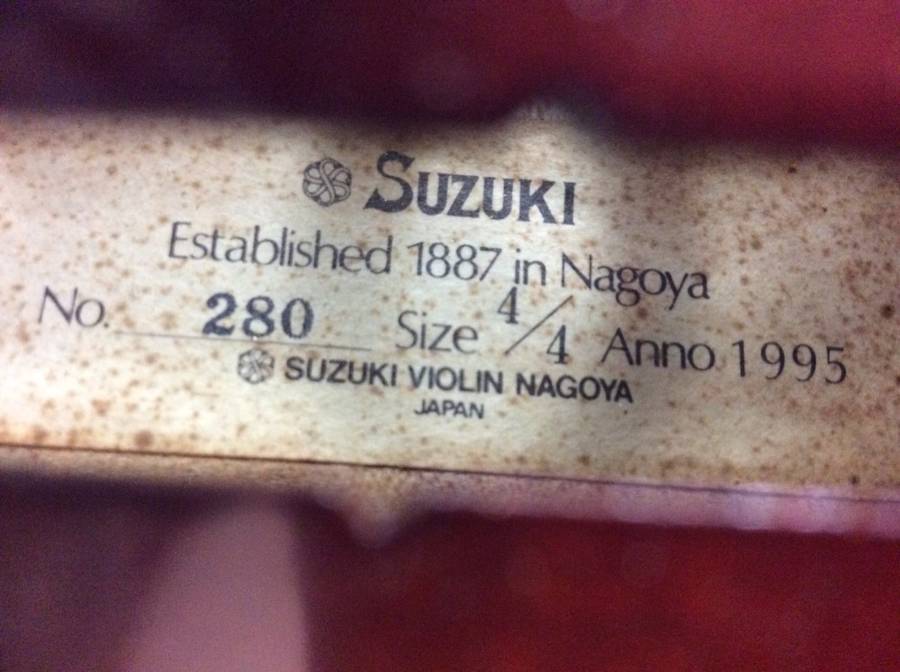 SUZUKI
Established 1887 in Nagoya
No. 280 Size 4/4 Anno 1995
SUZUKI VIOLIN NAGOYA
JAPAN